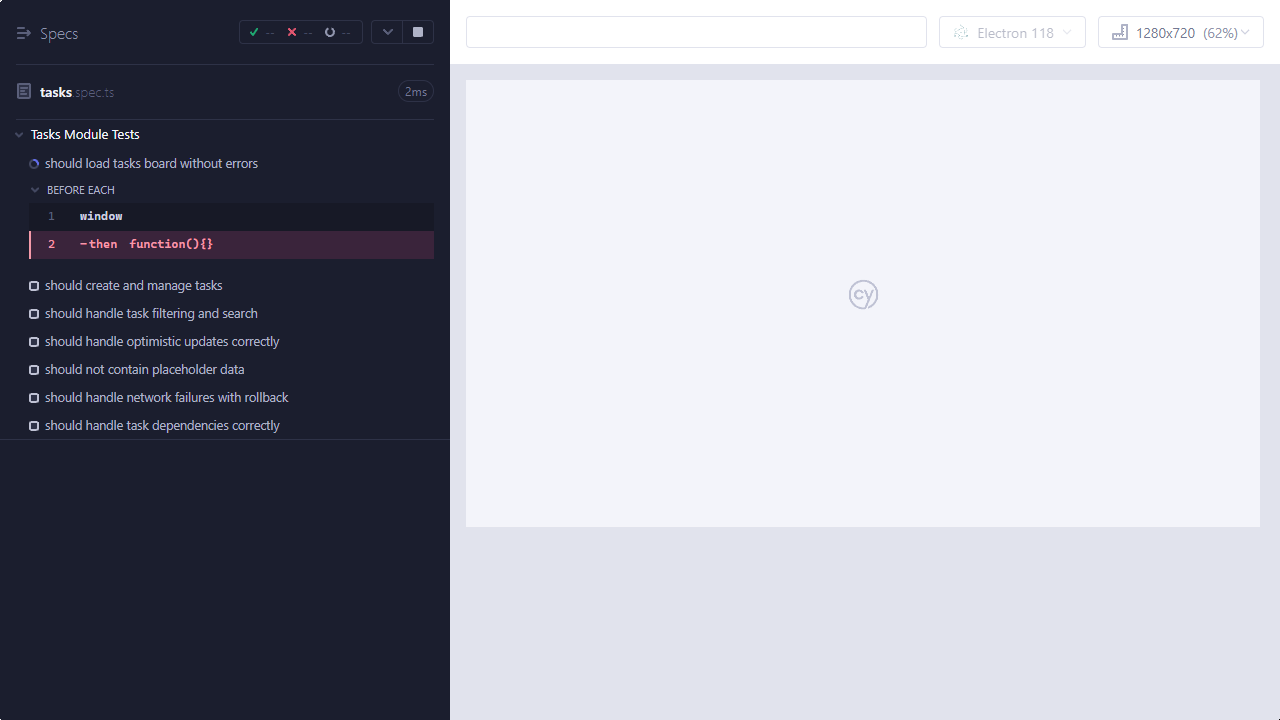 Specs
-- -- --
tasks.spec.ts
2ms
Tasks Module Tests
should load tasks board without errors
BEFORE EACH
1 window
2 -then function(){}
should create and manage tasks
should handle task filtering and search
should handle optimistic updates correctly
should not contain placeholder data
should handle network failures with rollback
should handle task dependencies correctly
Electron 118
1280x720 (62%)
cy